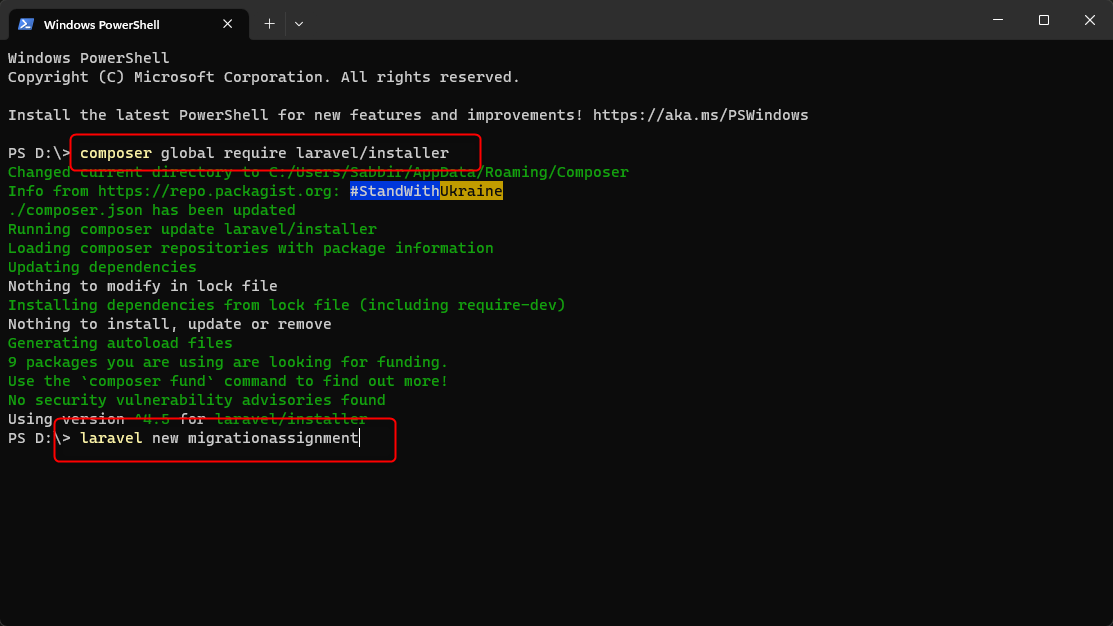 Windows PowerShell
Windows PowerShell
Copyright (C) Microsoft Corporation. All rights reserved.
Install the latest PowerShell for new features and improvements! https://aka.ms/PSWindows
PS D:\> composer global require laravel/installer
Changed current directory to C:/Users/Sabbir/AppData/Roaming/Composer
Info from https://repo.packagist.org: #StandWithUkraine
./composer.json has been updated
Running composer update laravel/installer
Loading composer repositories with package information
Updating dependencies
Nothing to modify in lock file
Installing dependencies from lock file (including require-dev)
Nothing to install, update or remove
Generating autoload files
9 packages you are using are looking for funding.
Use the `composer fund` command to find out more!
No security vulnerability advisories found
Using version ^4.5 for laravel/installer
PS D:\> laravel new migrationassignment